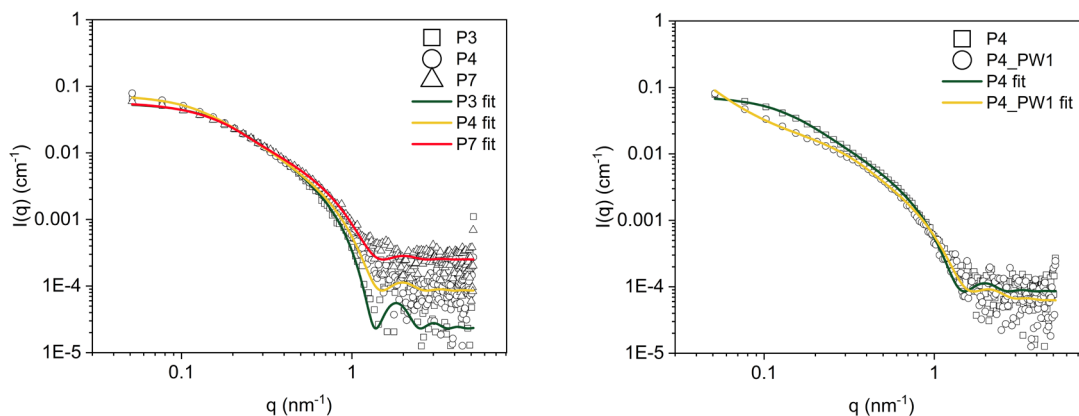 1
0.1
0.01
0.001
1E-4
1E-5
0.1
1
I(q) (cm⁻¹)
q (nm⁻¹)
P3
P4
P7
P3 fit
P4 fit
P7 fit
1
0.1
0.01
0.001
1E-4
1E-5
0.1
1
I(q) (cm⁻¹)
q (nm⁻¹)
P4
P4_PW1
P4 fit
P4_PW1 fit